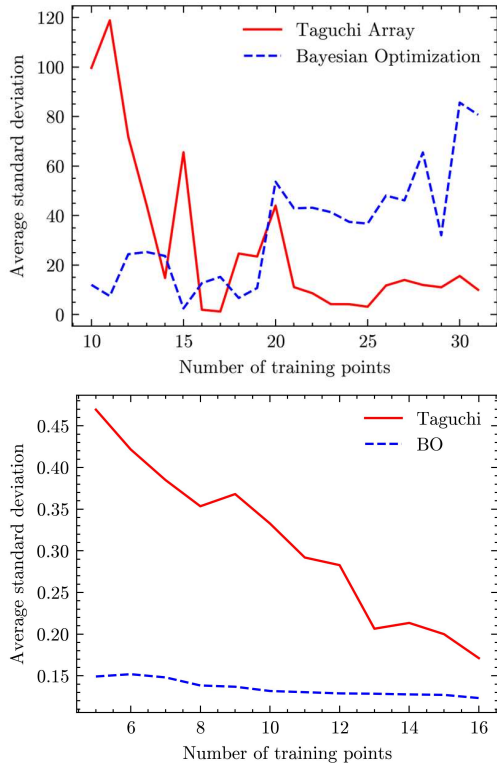 Taguchi Array
Bayesian Optimization
Average standard deviation
120
100
80
60
40
20
0
10 15 20 25 30
Number of training points
Taguchi
BO
Average standard deviation
0.45
0.40
0.35
0.30
0.25
0.20
0.15
6 8 10 12 14 16
Number of training points